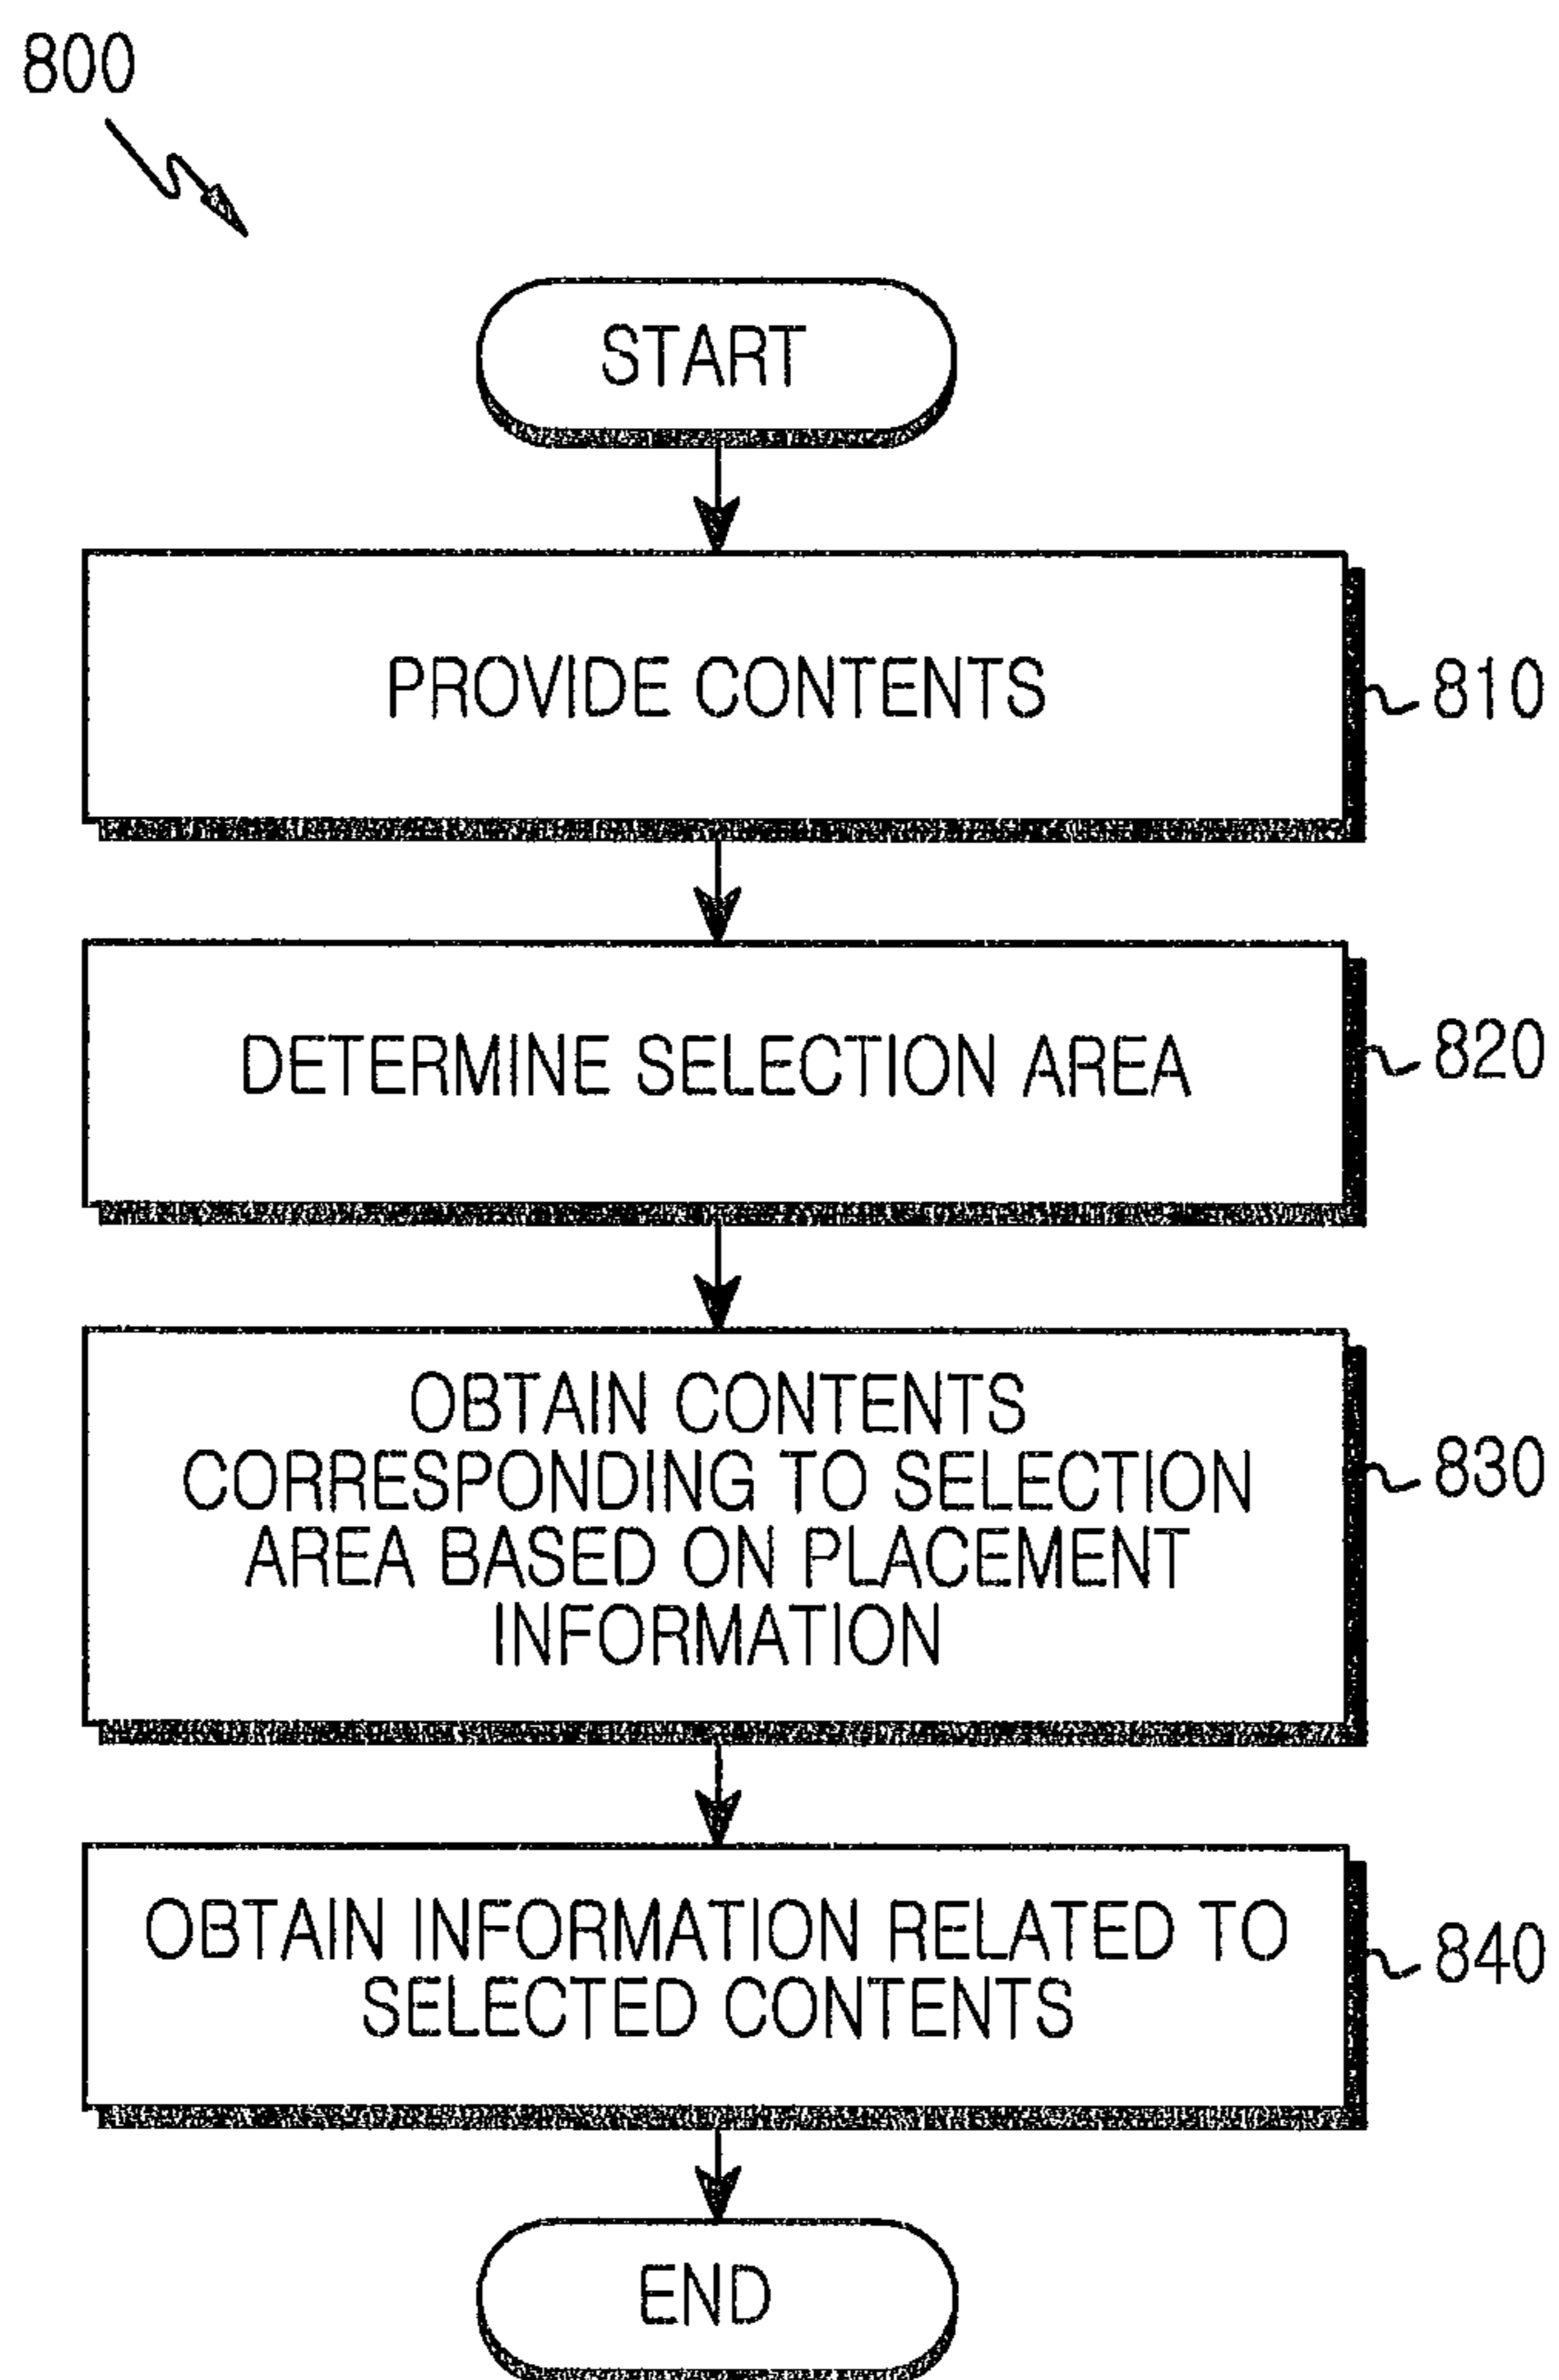 800
START
PROVIDE CONTENTS
810
DETERMINE SELECTION AREA
820
OBTAIN CONTENTS
CORRESPONDING TO SELECTION
AREA BASED ON PLACEMENT
INFORMATION
830
OBTAIN INFORMATION RELATED TO
SELECTED CONTENTS
840
END